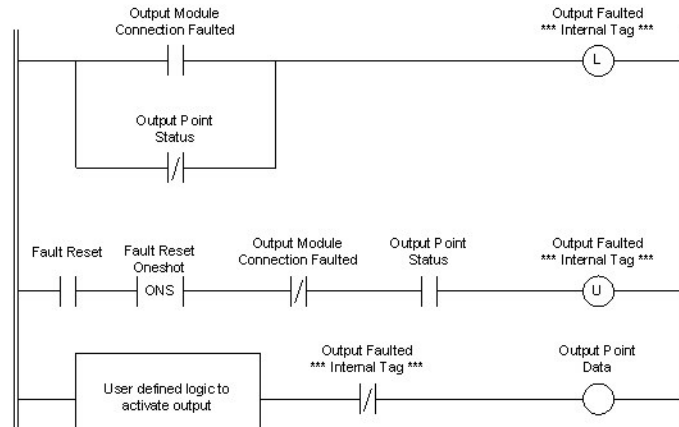 Output Module
Connection Faulted
Output Faulted
*** Internal Tag ***
L
Output Point
Status
Fault Reset
Fault Reset
Oneshot
Output Module
Connection Faulted
Output Point
Status
Output Faulted
*** Internal Tag ***
ONS
U
Output Faulted
*** Internal Tag ***
Output Point
Data
User defined logic to
activate output